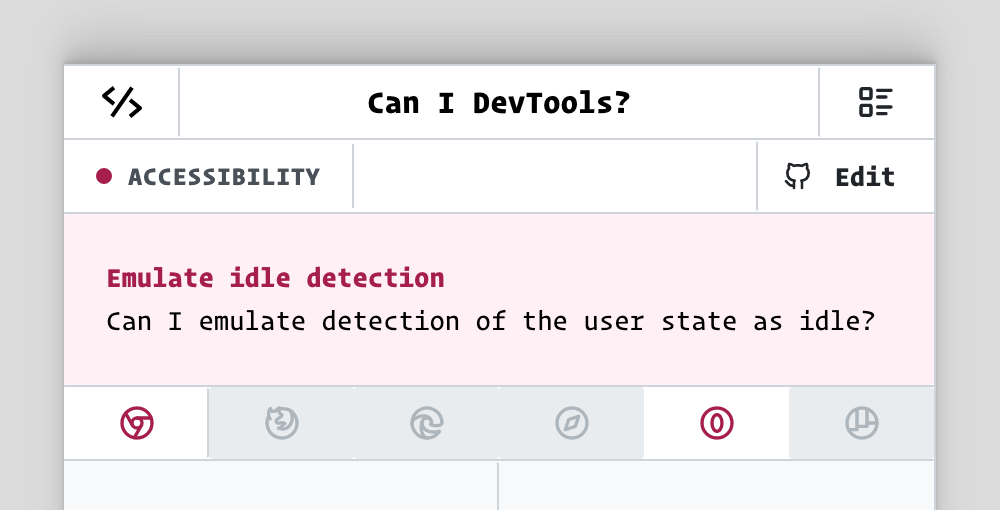 Can I DevTools?
ACCESSIBILITY
Edit
Emulate idle detection
Can I emulate detection of the user state as idle?